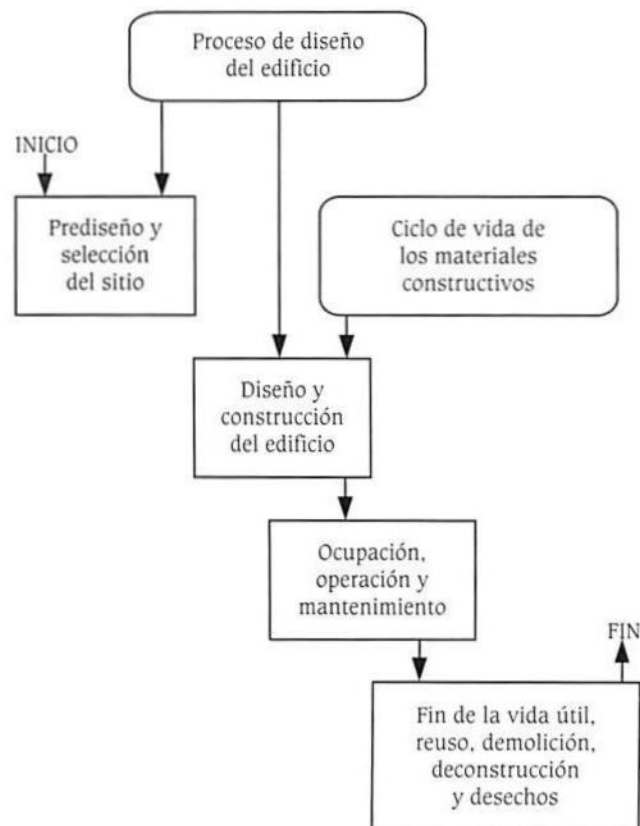 Proceso de diseño
del edificio
INICIO
Prediseño y
selección
del sitio
Ciclo de vida de
los materiales
constructivos
Diseño y
construcción
del edificio
Ocupación,
operación y
mantenimiento
FIN
Fin de la vida útil,
reuso, demolición,
deconstrucción
y desechos